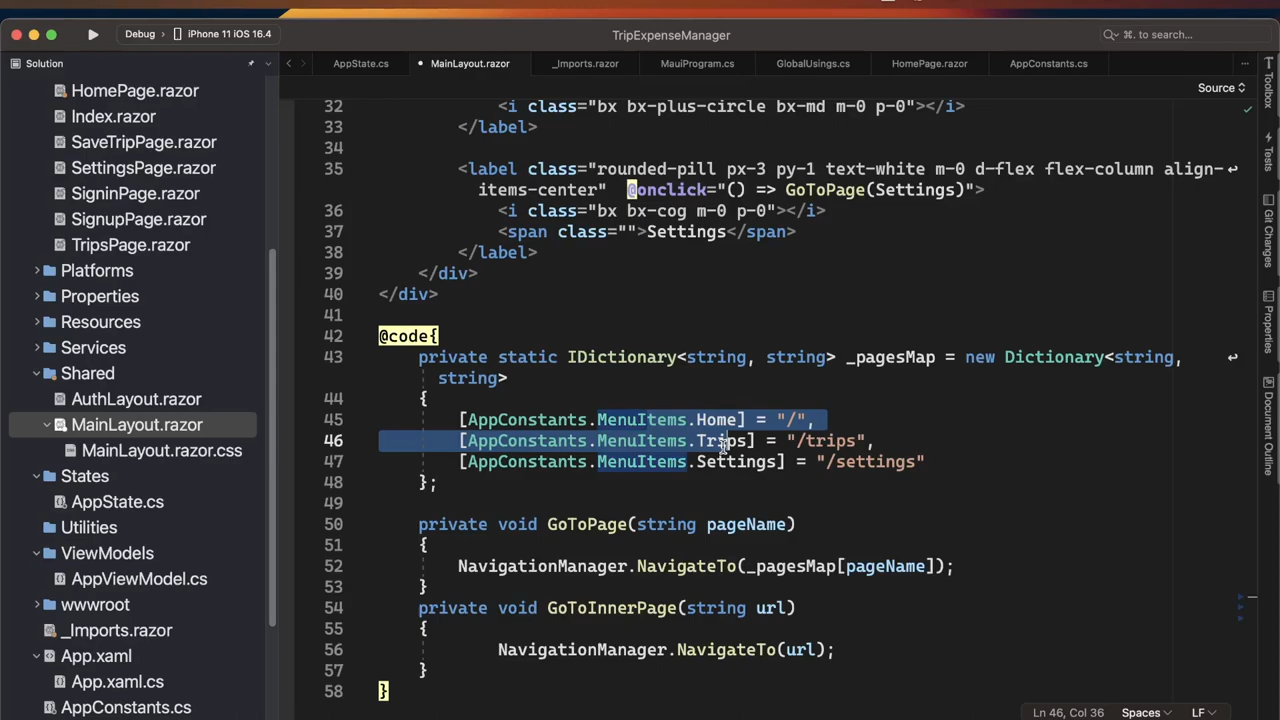 Debug
iPhone 11 iOS 16.4
TripExpenseManager
⌘. to search...
Solution
AppState.cs
MainLayout.razor
_Imports.razor
MauiProgram.cs
GlobalUsings.cs
HomePage.razor
AppConstants.cs
Source
HomePage.razor
Index.razor
SaveTripPage.razor
SettingsPage.razor
SigninPage.razor
SignupPage.razor
TripsPage.razor
Platforms
Properties
Resources
Services
Shared
AuthLayout.razor
MainLayout.razor
MainLayout.razor.css
States
AppState.cs
Utilities
ViewModels
AppViewModel.cs
wwwroot
_Imports.razor
App.xaml
App.xaml.cs
AppConstants.cs
32 <i class="bx bx-plus-circle bx-md m-0 p-0"></i>
33 </label>
34
35 <label class="rounded-pill px-3 py-1 text-white m-0 d-flex flex-column align-
items-center" @onclick="() => GoToPage(Settings)">
36 <i class="bx bx-cog m-0 p-0"></i>
37 <span class="">Settings</span>
38 </label>
39 </div>
40 </div>
41
42 @code{
43 private static IDictionary<string, string> _pagesMap = new Dictionary<string,
string>
44 {
45 [AppConstants.MenuItems.Home] = "/",
46 [AppConstants.MenuItems.Trips] = "/trips",
47 [AppConstants.MenuItems.Settings] = "/settings"
48 };
49
50 private void GoToPage(string pageName)
51 {
52 NavigationManager.NavigateTo(_pagesMap[pageName]);
53 }
54 private void GoToInnerPage(string url)
55 {
56 NavigationManager.NavigateTo(url);
57 }
58 }
Toolbox
Tests
Git Changes
Properties
Document Outline
Ln 46, Col 36
Spaces
LF